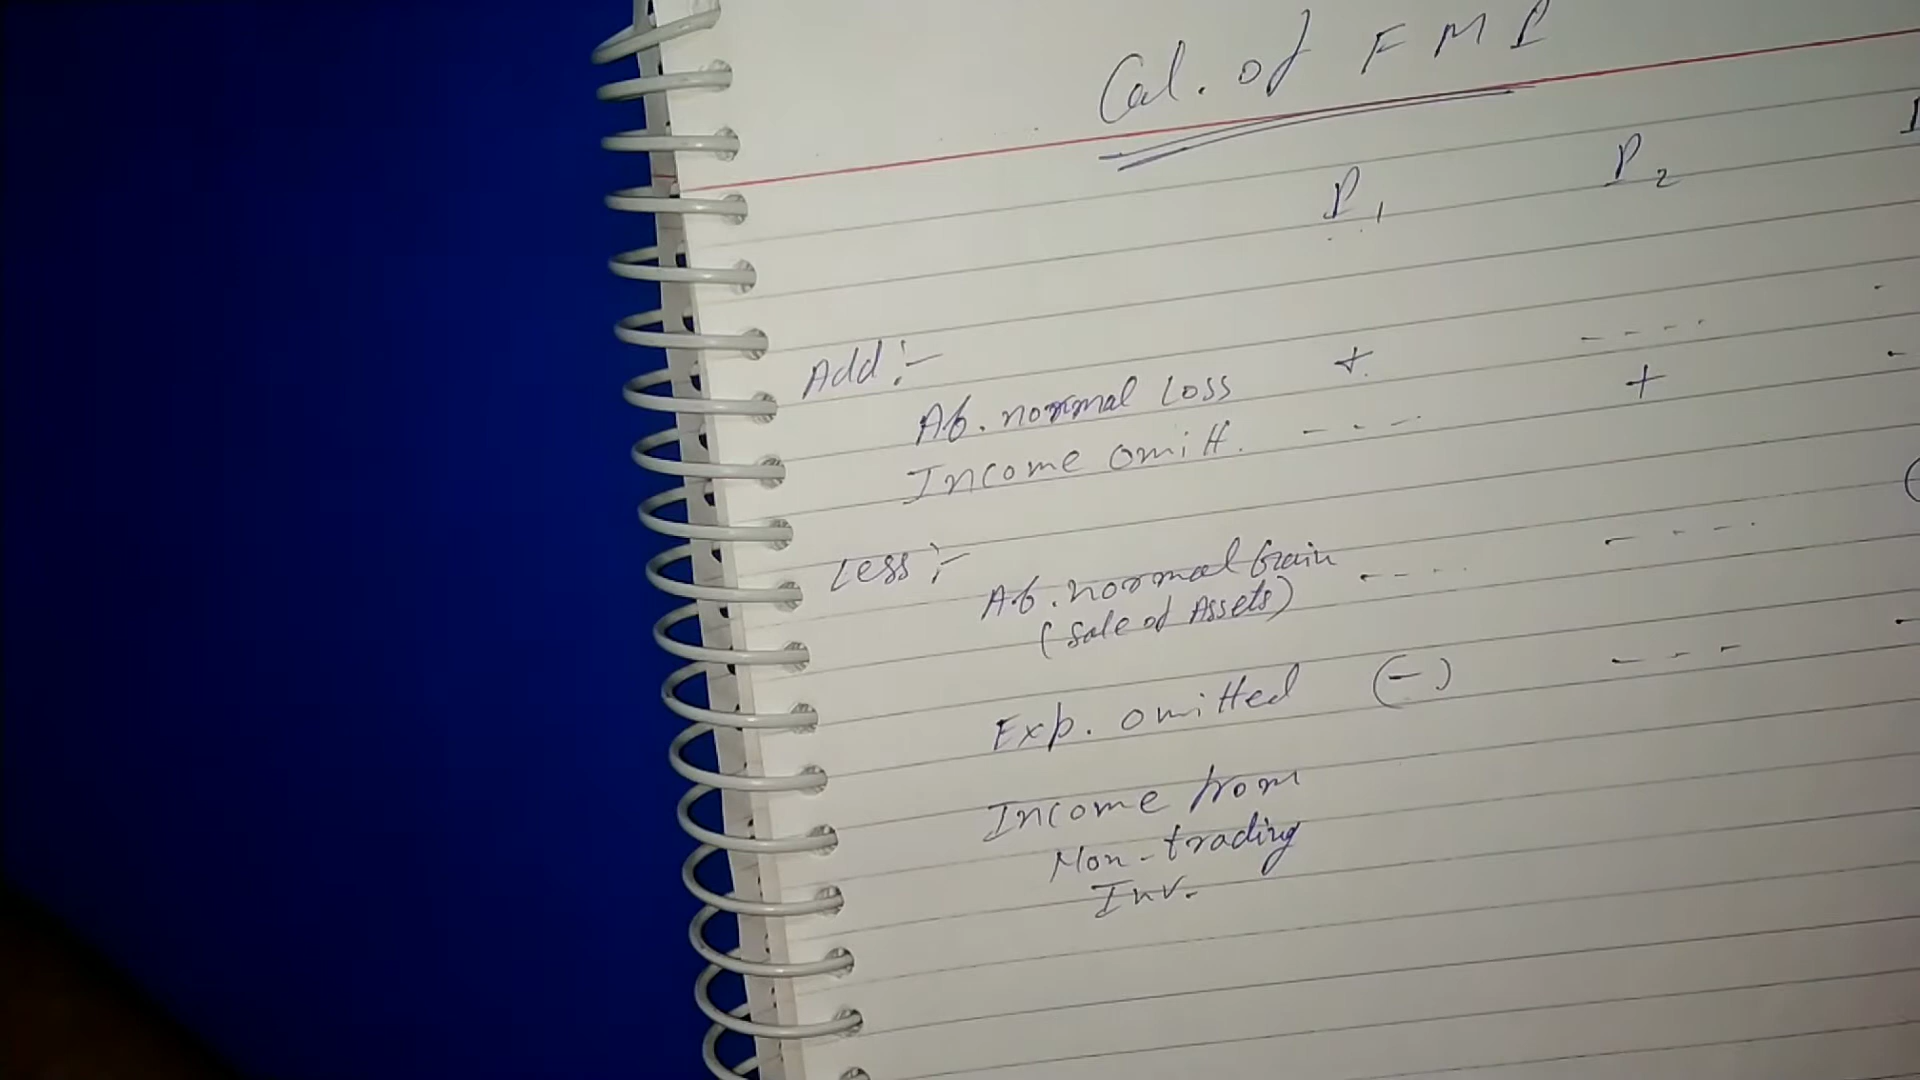 Cal. of F M P
P1 P2
Add :-
Ab. normal Loss + - - - -
Income omitt. - - - - +
Less :-
Ab. normal Gain - - - - - - - -
(Sale of Assets)
Exp. omitted (-) - - -
Income from
Non-trading
Inv.